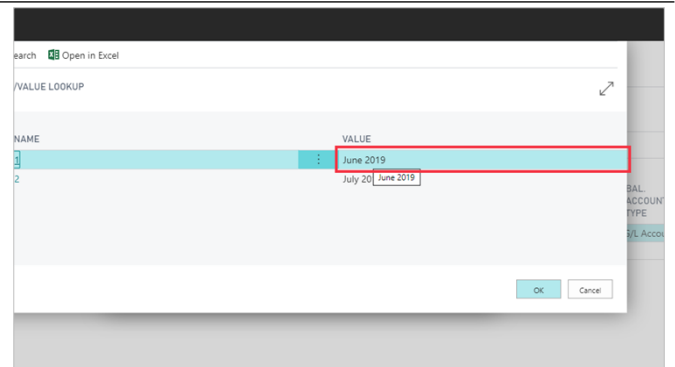 earch Open in Excel
/VALUE LOOKUP
NAME VALUE
1 June 2019
2 July 20 June 2019
BAL.
ACCOUN
TYPE
G/L Accou
OK Cancel